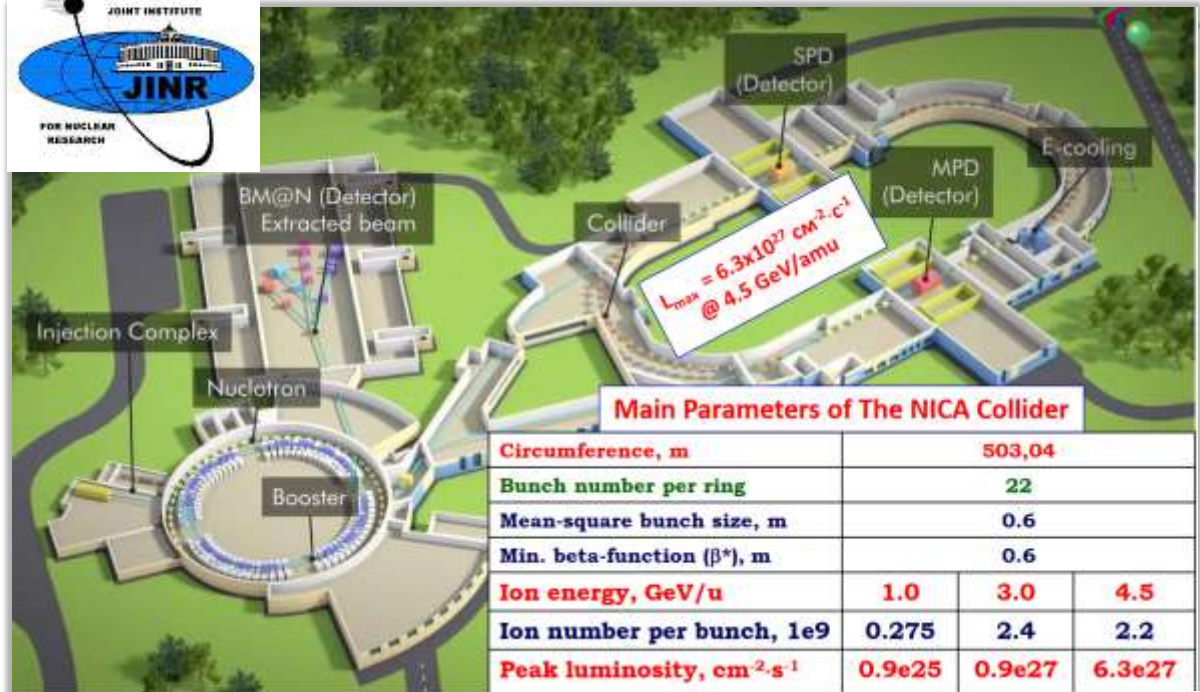 JOINT INSTITUTE
JINR
FOR NUCLEAR
RESEARCH
SPD
(Detector)
E-cooling
MPD
(Detector)
BM@N (Detector)
Extracted beam
Collider
Lmax = 6.3x10²⁷ см⁻²·с⁻¹
@ 4.5 GeV/amu
Injection Complex
Nuclotron
Booster
Main Parameters of The NICA Collider
Circumference, m 503,04
Bunch number per ring 22
Mean-square bunch size, m 0.6
Min. beta-function (β*), m 0.6
Ion energy, GeV/u 1.0 3.0 4.5
Ion number per bunch, 1e9 0.275 2.4 2.2
Peak luminosity, cm⁻²·s⁻¹ 0.9e25 0.9e27 6.3e27